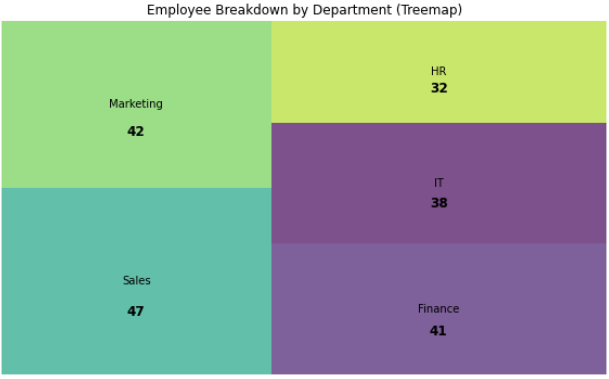 Employee Breakdown by Department (Treemap)
Marketing
42
Sales
47
HR
32
IT
38
Finance
41